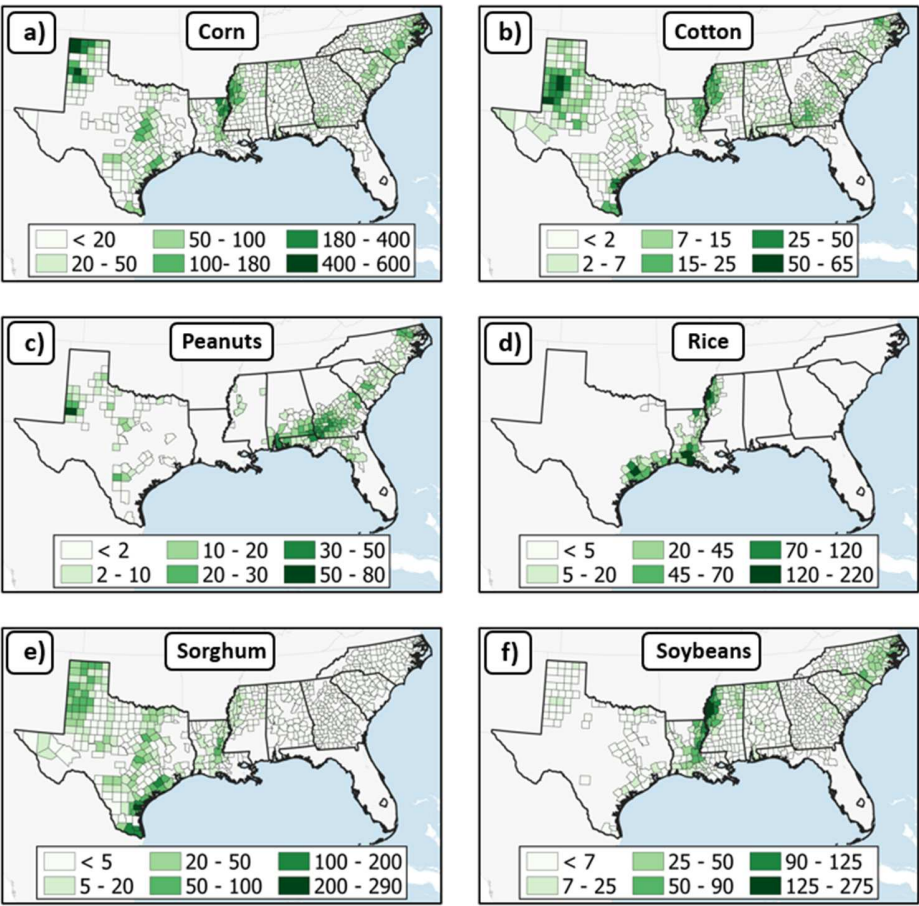 a) Corn
< 20 50 - 100 180 - 400
20 - 50 100- 180 400 - 600
b) Cotton
< 2 7 - 15 25 - 50
2 - 7 15- 25 50 - 65
c) Peanuts
< 2 10 - 20 30 - 50
2 - 10 20 - 30 50 - 80
d) Rice
< 5 20 - 45 70 - 120
5 - 20 45 - 70 120 - 220
e) Sorghum
< 5 20 - 50 100 - 200
5 - 20 50 - 100 200 - 290
f) Soybeans
< 7 25 - 50 90 - 125
7 - 25 50 - 90 125 - 275